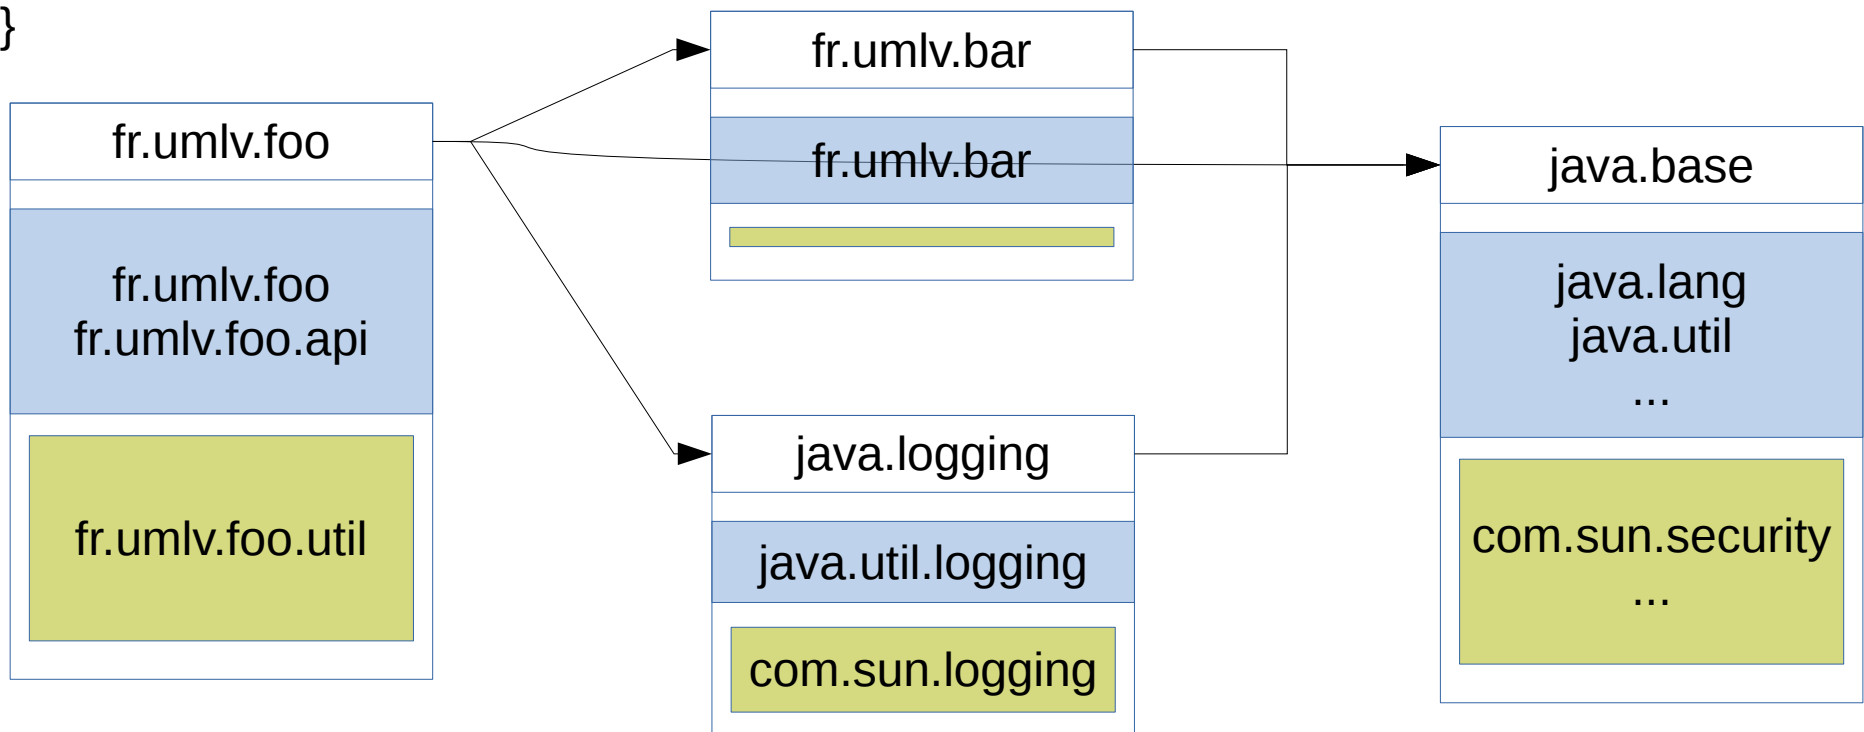 }
fr.umlv.foo
fr.umlv.foo
fr.umlv.foo.api
fr.umlv.foo.util
fr.umlv.bar
fr.umlv.bar
java.logging
java.util.logging
com.sun.logging
java.base
java.lang
java.util
...
com.sun.security
...